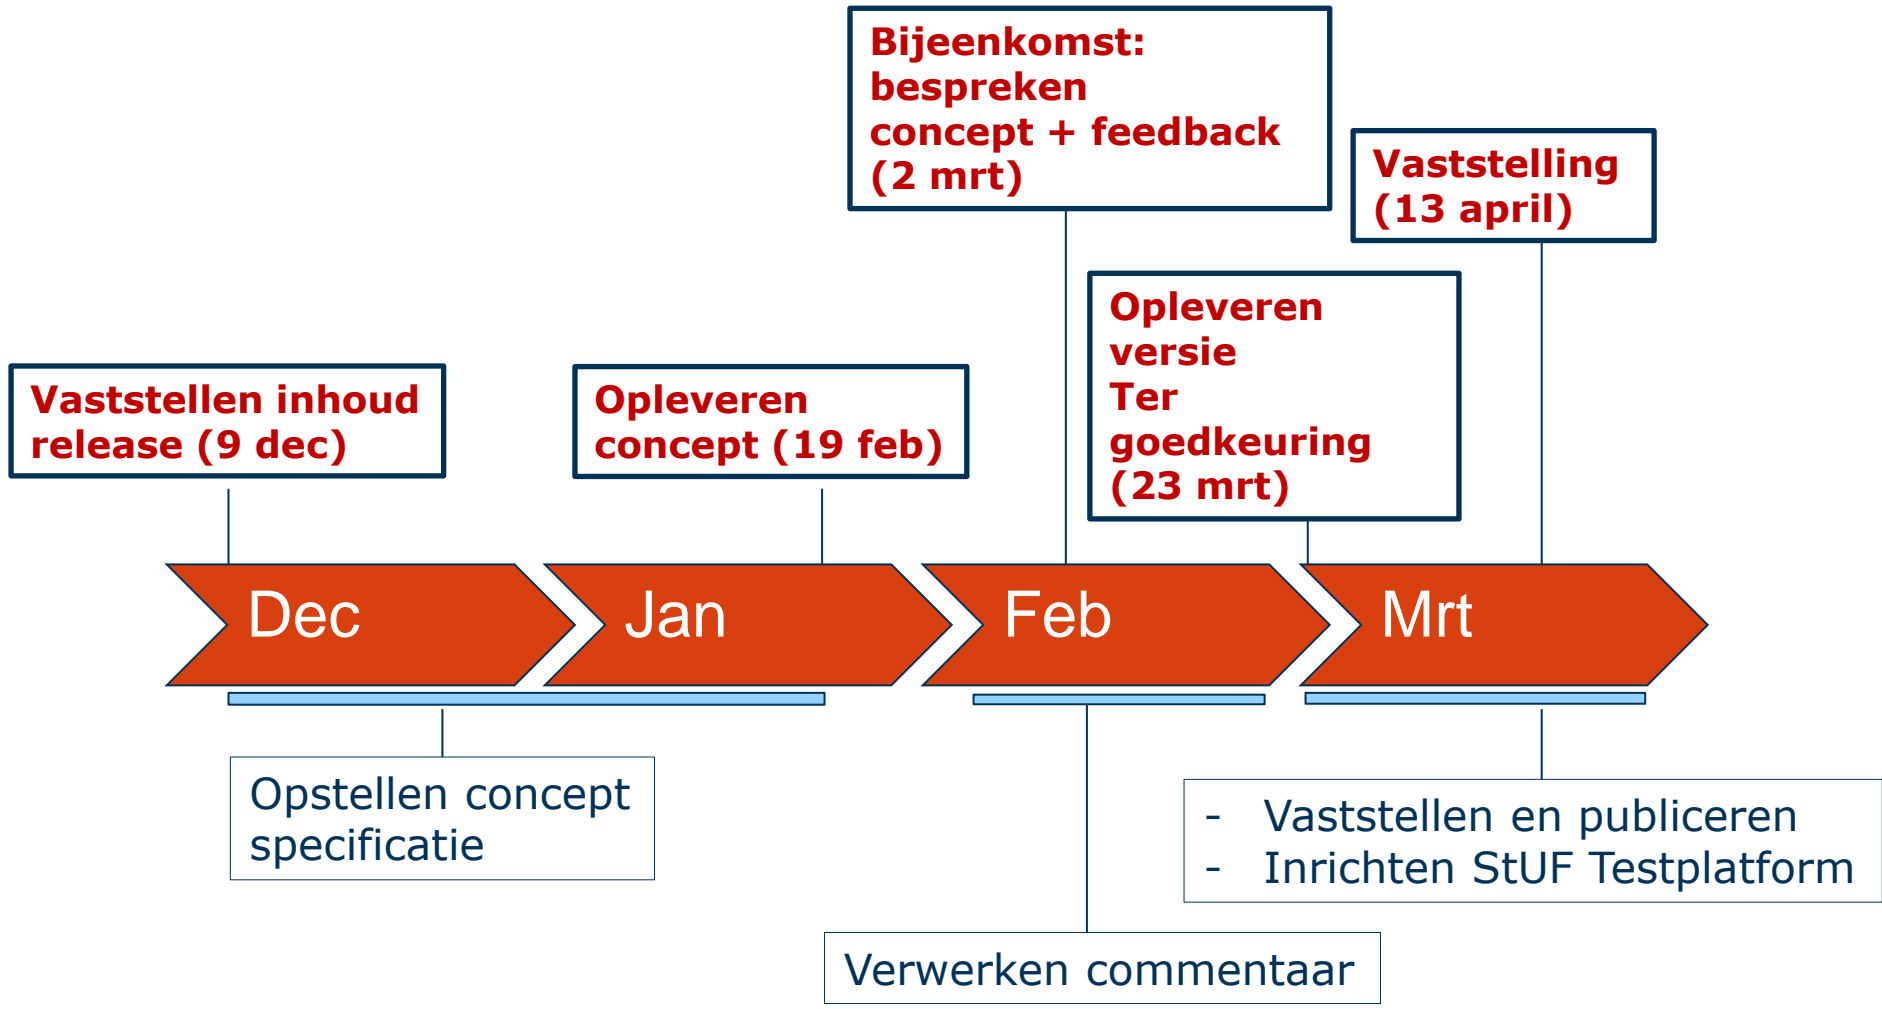 Bijeenkomst:
bespreken
concept + feedback
(2 mrt)
Vaststelling
(13 april)
Opleveren
versie
Ter
goedkeuring
(23 mrt)
Vaststellen inhoud
release (9 dec)
Opleveren
concept (19 feb)
Dec
Jan
Feb
Mrt
Opstellen concept
specificatie
- Vaststellen en publiceren
- Inrichten StUF Testplatform
Verwerken commentaar